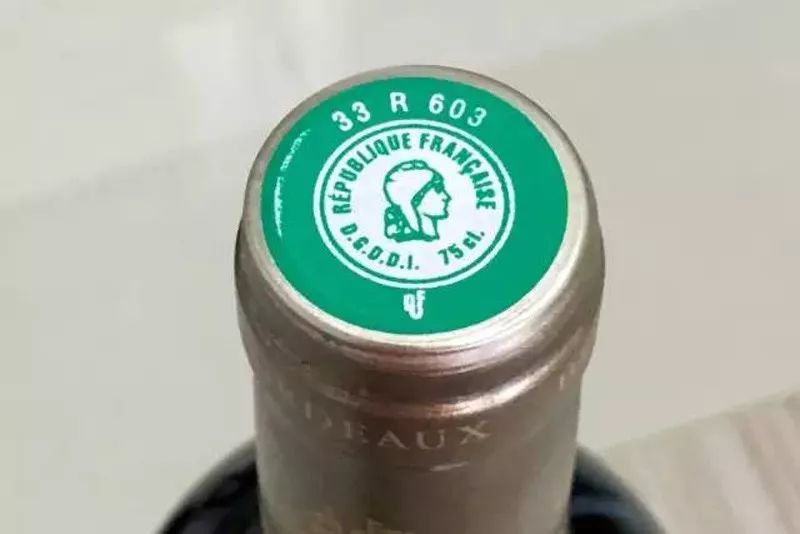 33 R 603
RÉPUBLIQUE FRANÇAISE
D.G.D.D.I. 75 cl.
DEAUX